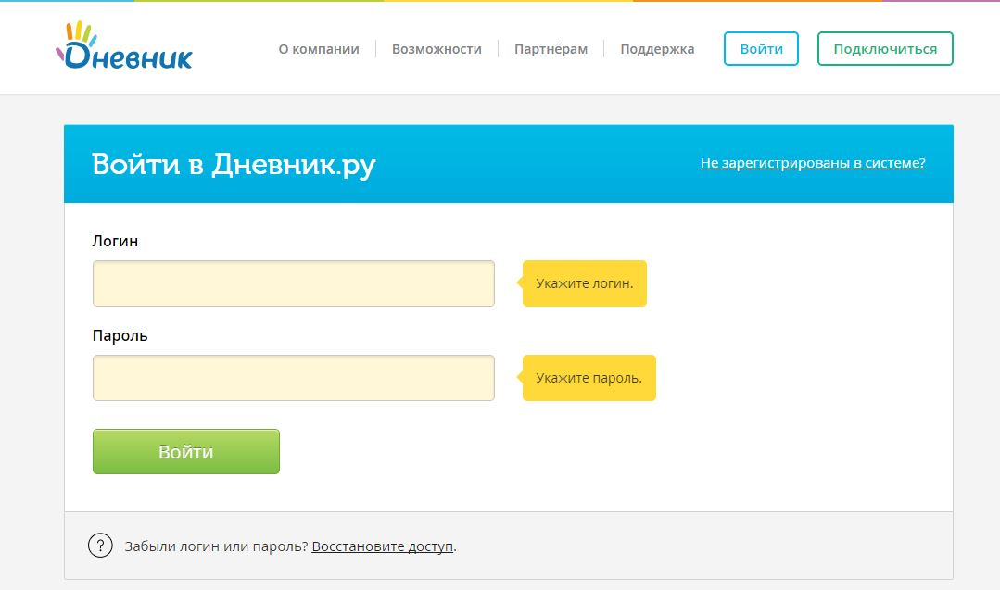 Дневник
О компании
Возможности
Партнёрам
Поддержка
Войти
Подключиться
Войти в Дневник.ру
Не зарегистрированы в системе?
Логин
Укажите логин.
Пароль
Укажите пароль.
Войти
? Забыли логин или пароль? Восстановите доступ.